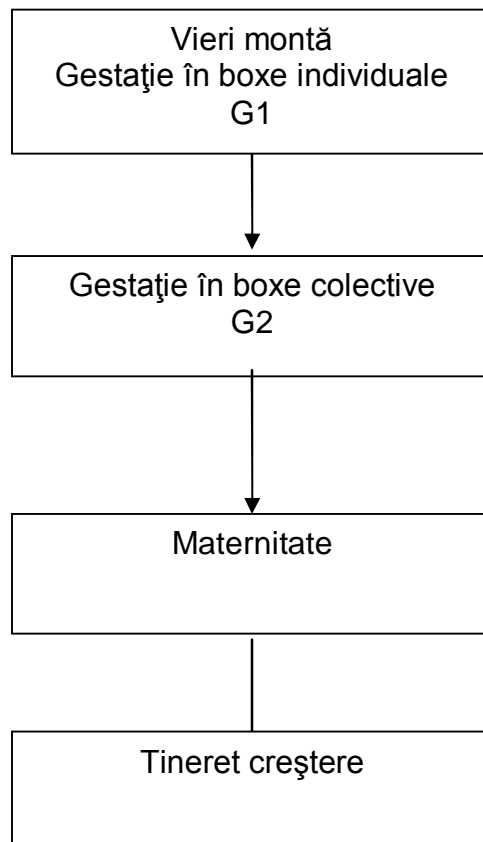 Vieri montă
Gestaţie în boxe individuale
G1
Gestaţie în boxe colective
G2
Maternitate
Tineret creştere